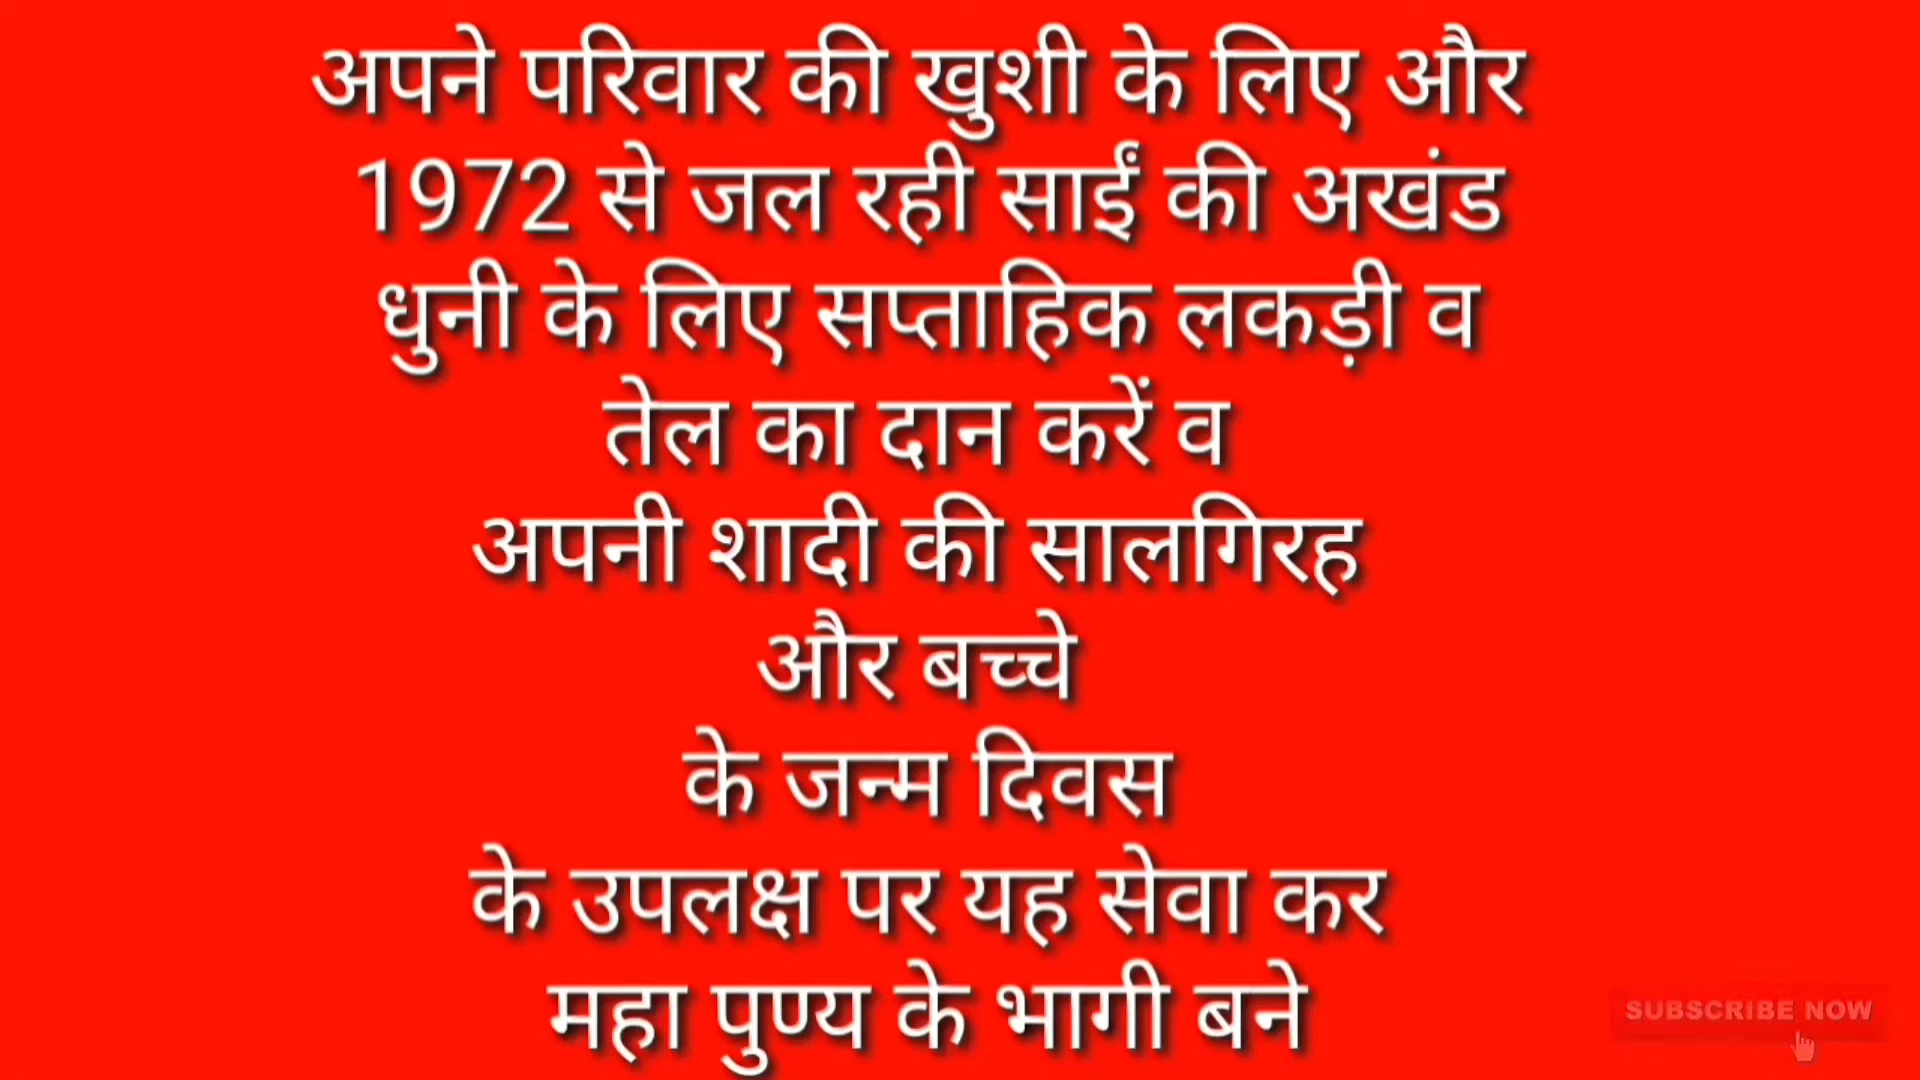 अपने परिवार की खुशी के लिए और
1972 से जल रही साईं की अखंड
धुनी के लिए सप्ताहिक लकड़ी व
तेल का दान करें व
अपनी शादी की सालगिरह
और बच्चे
के जन्म दिवस
के उपलक्ष पर यह सेवा कर
महा पुण्य के भागी बने
SUBSCRIBE NOW